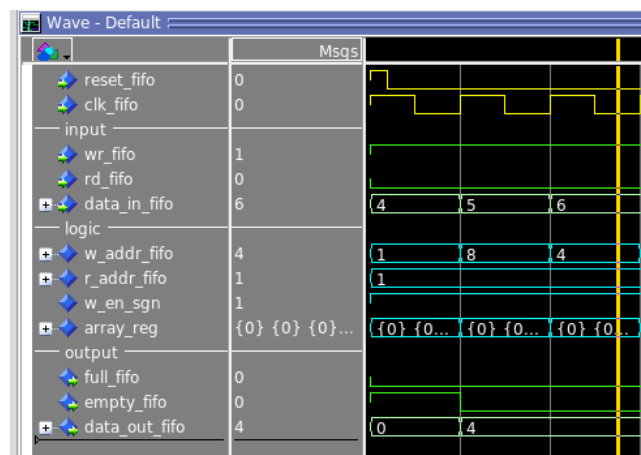 Wave - Default
Msgs
reset_fifo 0
clk_fifo 0
input
wr_fifo 1
rd_fifo 0
data_in_fifo 6 4 5 6
logic
w_addr_fifo 4 1 8 4
r_addr_fifo 1 1
w_en_sgn 1
array_reg {0} {0} {0}... {0} {0... {0} {0... {0} {0...
output
full_fifo 0
empty_fifo 0
data_out_fifo 4 0 4